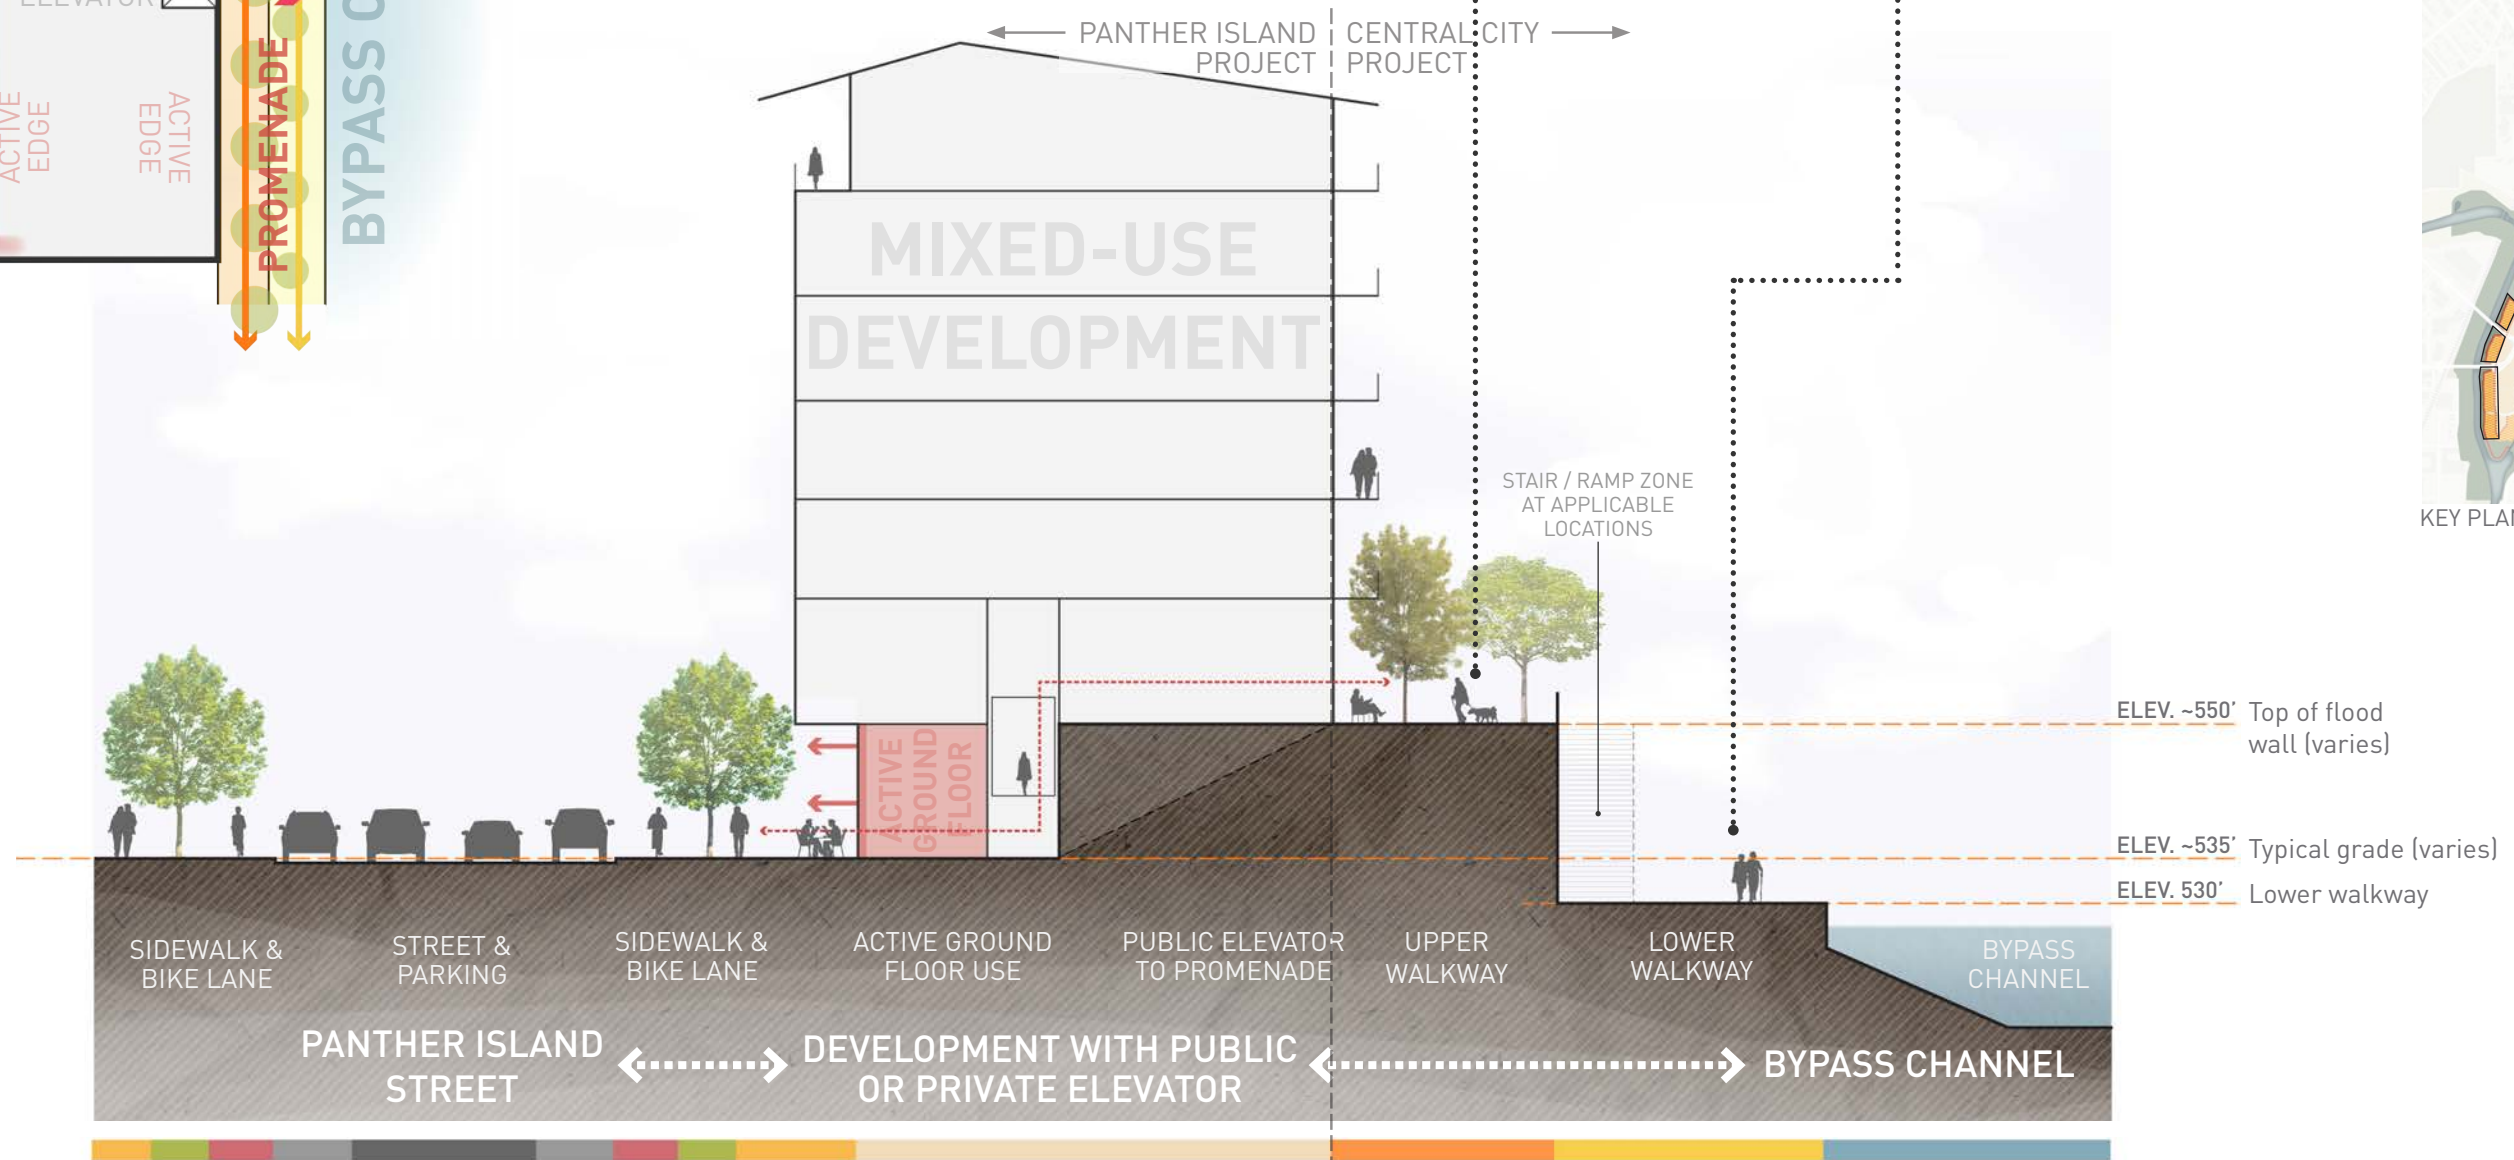 ELEVATOR
ACTIVE
EDGE
ACTIVE
EDGE
PROMENADE
BYPASS C
PANTHER ISLAND
PROJECT
CENTRAL CITY
PROJECT
MIXED-USE
DEVELOPMENT
STAIR / RAMP ZONE
AT APPLICABLE
LOCATIONS
KEY PLAN
ACTIVE
GROUND
FLOOR
ELEV. ~550' Top of flood
wall (varies)
ELEV. ~535' Typical grade (varies)
ELEV. 530' Lower walkway
SIDEWALK &
BIKE LANE
STREET &
PARKING
SIDEWALK &
BIKE LANE
ACTIVE GROUND
FLOOR USE
PUBLIC ELEVATOR
TO PROMENADE
UPPER
WALKWAY
LOWER
WALKWAY
BYPASS
CHANNEL
PANTHER ISLAND
STREET
DEVELOPMENT WITH PUBLIC
OR PRIVATE ELEVATOR
BYPASS CHANNEL